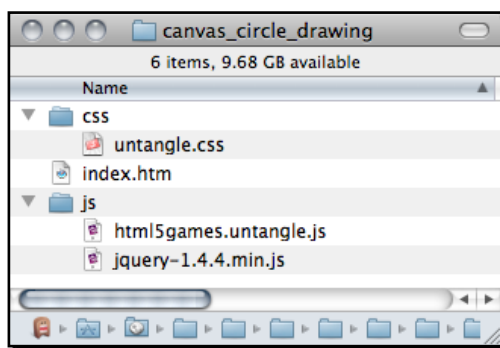 canvas_circle_drawing
6 items, 9.68 GB available
Name
css
untangle.css
index.htm
js
html5games.untangle.js
jquery-1.4.4.min.js